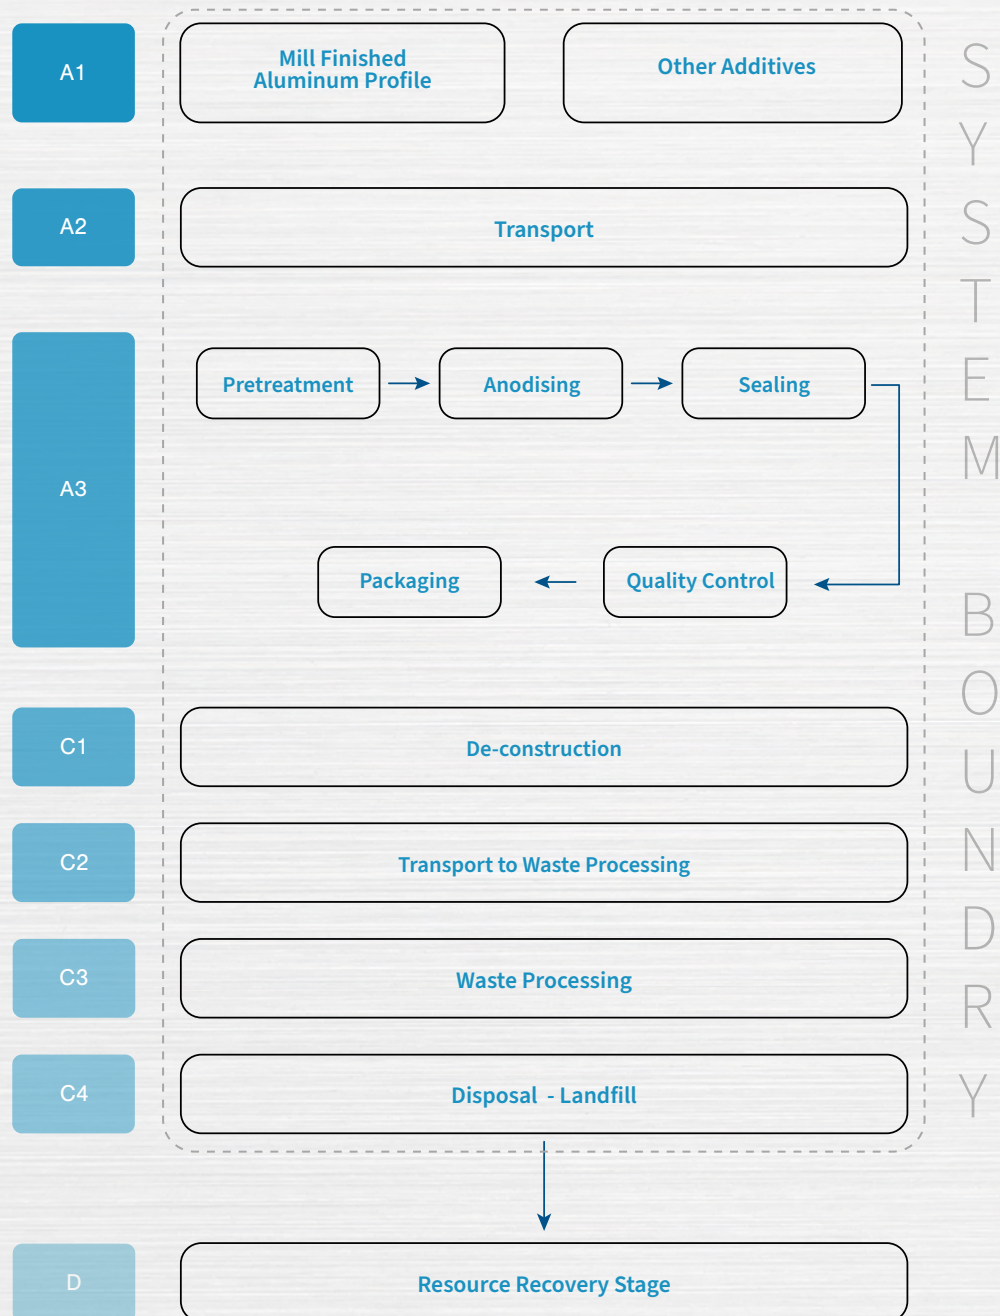 A1
Mill Finished
Aluminum Profile
Other Additives
A2
Transport
A3
Pretreatment
Anodising
Sealing
Packaging
Quality Control
C1
De-construction
C2
Transport to Waste Processing
C3
Waste Processing
C4
Disposal - Landfill
D
Resource Recovery Stage
SYSTEM BOUNDRY